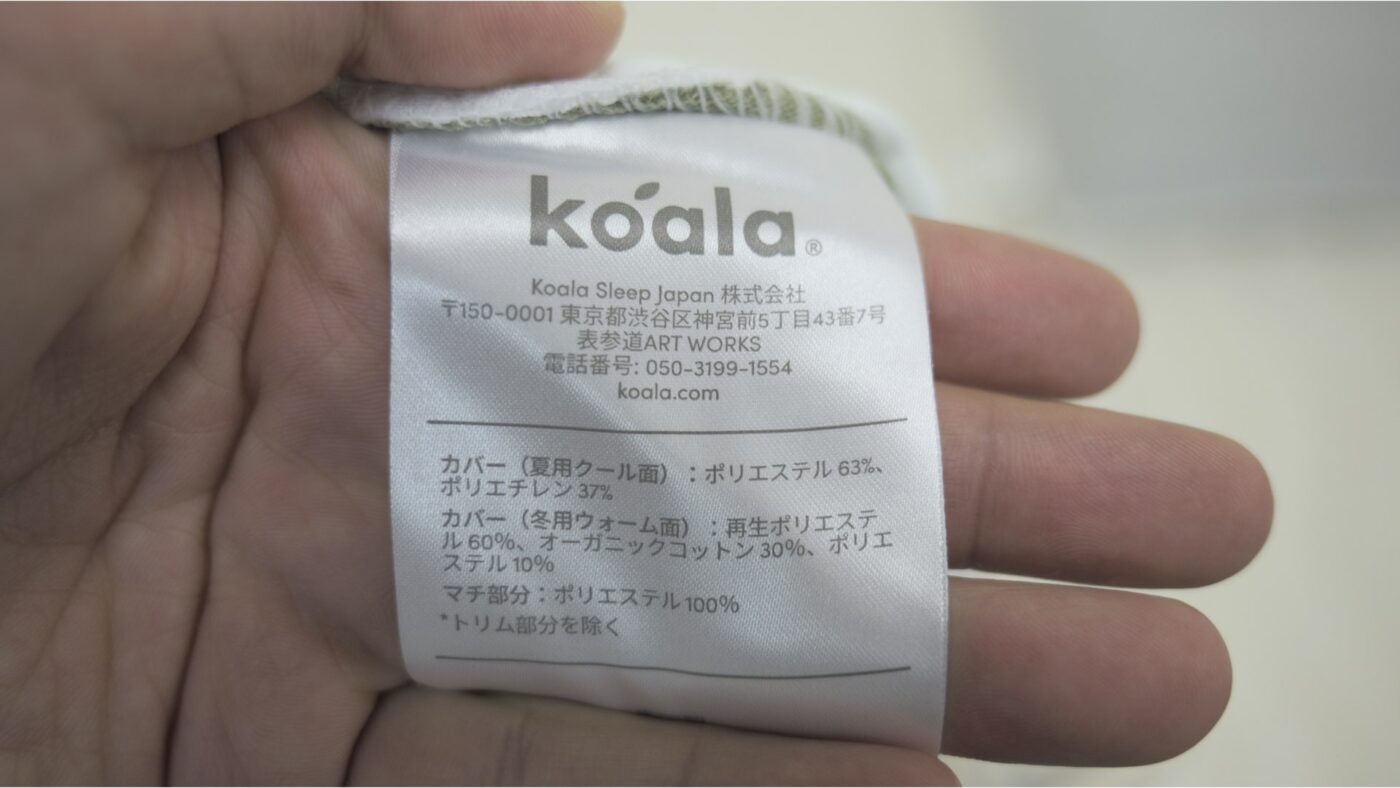 koala®
Koala Sleep Japan 株式会社
〒150-0001 東京都渋谷区神宮前5丁目43番7号
表参道ART WORKS
電話番号: 050-3199-1554
koala.com
カバー（夏用クール面）：ポリエステル 63%、
ポリエチレン 37%
カバー（冬用ウォーム面）：再生ポリエステ
ル 60%、オーガニックコットン 30%、ポリエ
ステル 10%
マチ部分：ポリエステル 100%
*トリム部分を除く